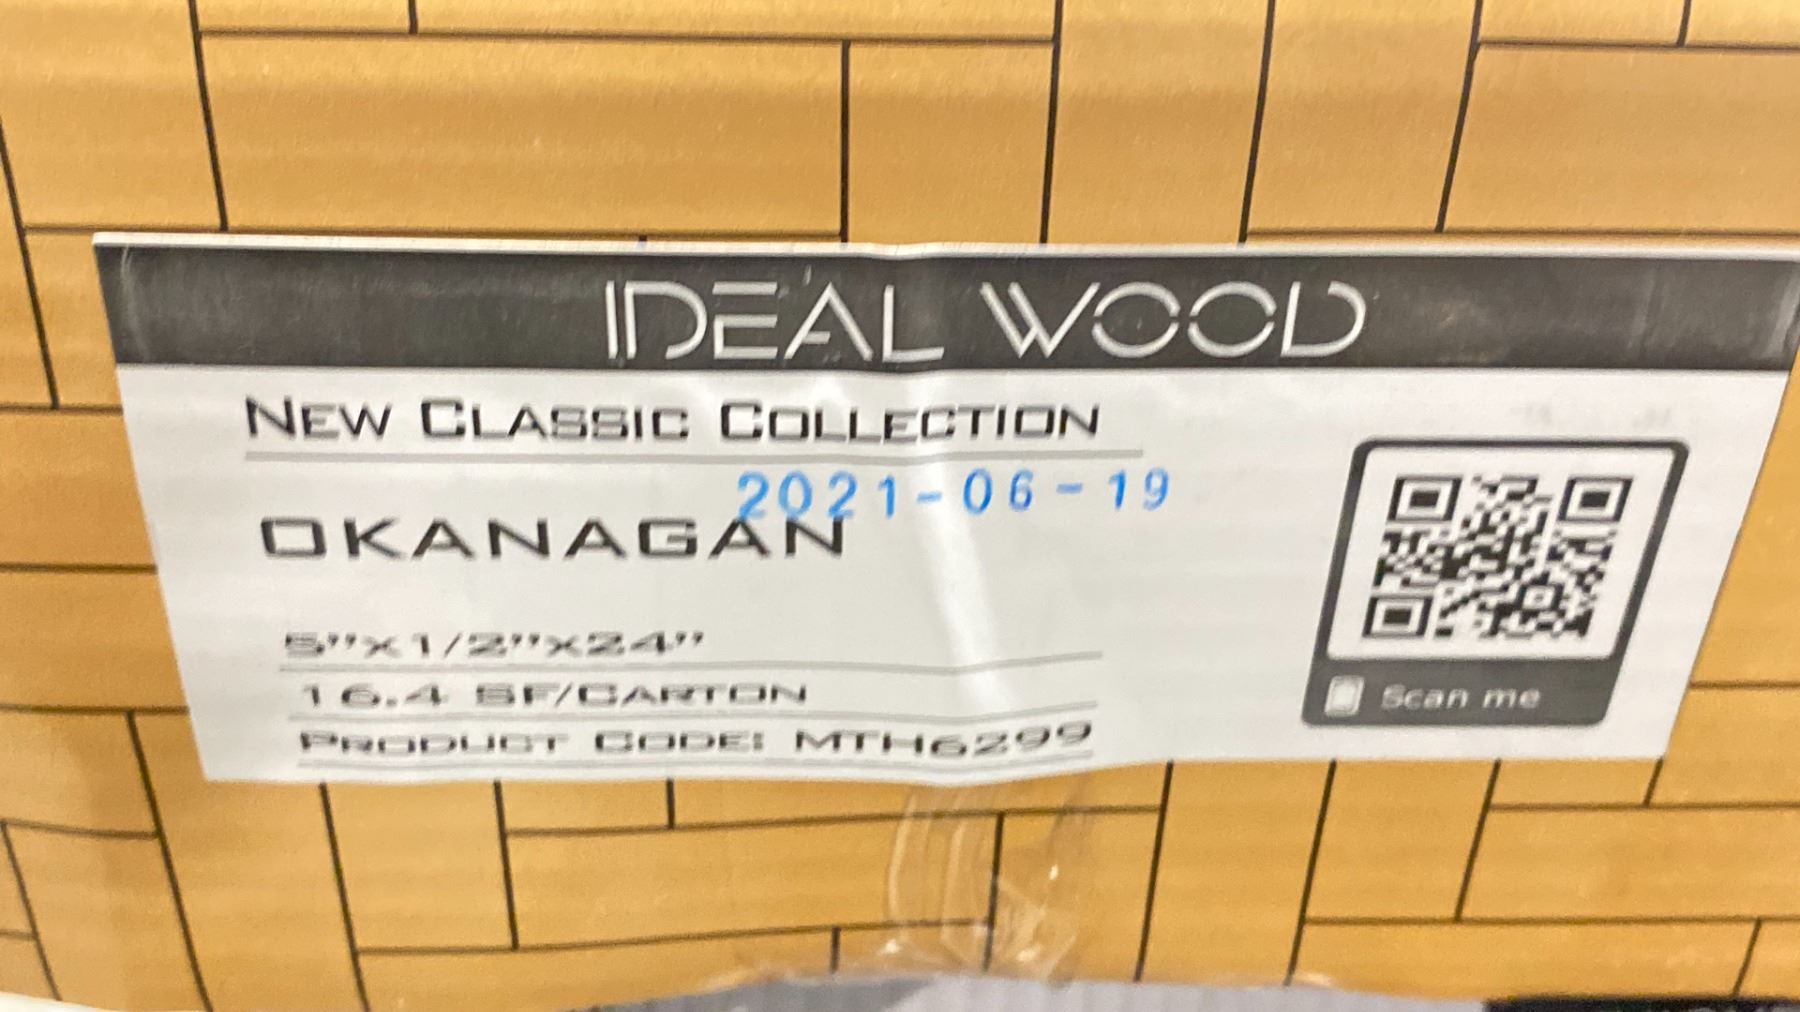 IDEAL WOOD
NEW CLASSIC COLLECTION
2021-06-19
OKANAGAN
5"x1/2"x24"
16.4 SF/CARTON
PRODUCT CODE: MTH6299
Scan me